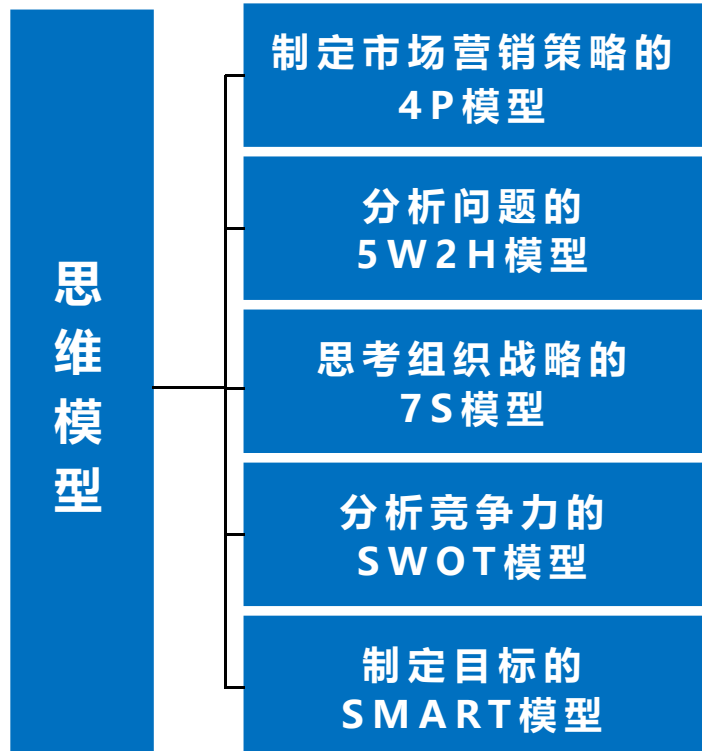 思维模型
制定市场营销策略的
4P模型
分析问题的
5W2H模型
思考组织战略的
7S模型
分析竞争力的
SWOT模型
制定目标的
SMART模型